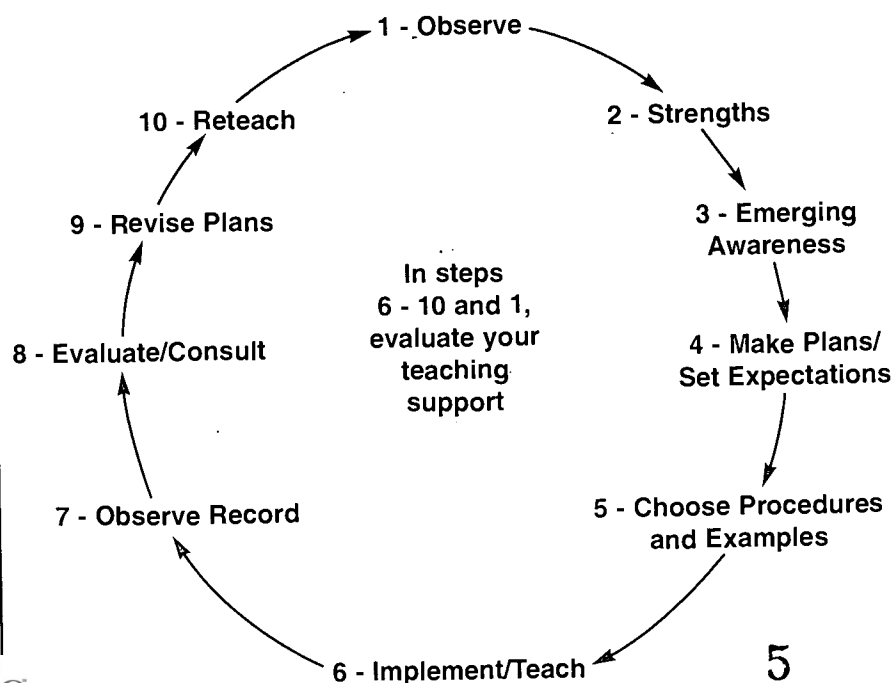 1 - Observe
2 - Strengths
3 - Emerging
Awareness
4 - Make Plans/
Set Expectations
5 - Choose Procedures
and Examples
6 - Implement/Teach
7 - Observe Record
8 - Evaluate/Consult
9 - Revise Plans
10 - Reteach
In steps
6 - 10 and 1,
evaluate your
teaching
support
5